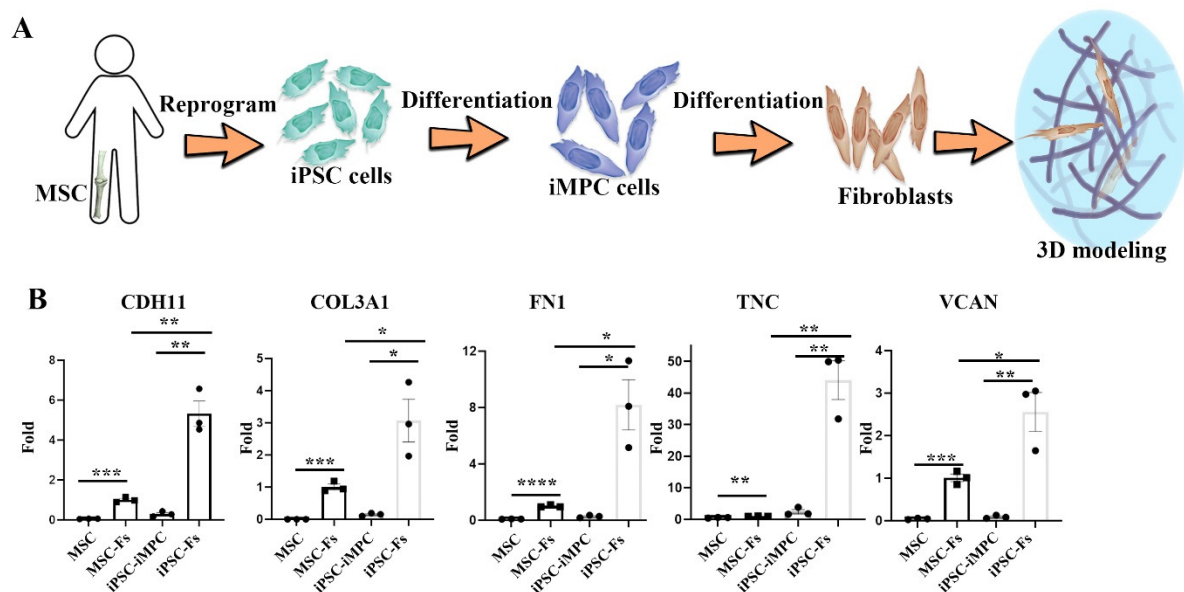 A
Reprogram
Differentiation
Differentiation
MSC
iPSC cells
iMPC cells
Fibroblasts
3D modeling
B
CDH11
COL3A1
FN1
TNC
VCAN
**
**
***
Fold
8
6
4
2
0
MSC
MSC-Fs
iPSC-iMPC
iPSC-Fs
*
*
***
Fold
5
4
3
2
1
0
MSC
MSC-Fs
iPSC-iMPC
iPSC-Fs
*
*
****
Fold
12
8
4
0
MSC
MSC-Fs
iPSC-iMPC
iPSC-Fs
**
**
**
Fold
50
40
30
20
10
0
MSC
MSC-Fs
iPSC-iMPC
iPSC-Fs
*
**
***
Fold
4
3
2
1
0
MSC
MSC-Fs
iPSC-iMPC
iPSC-Fs